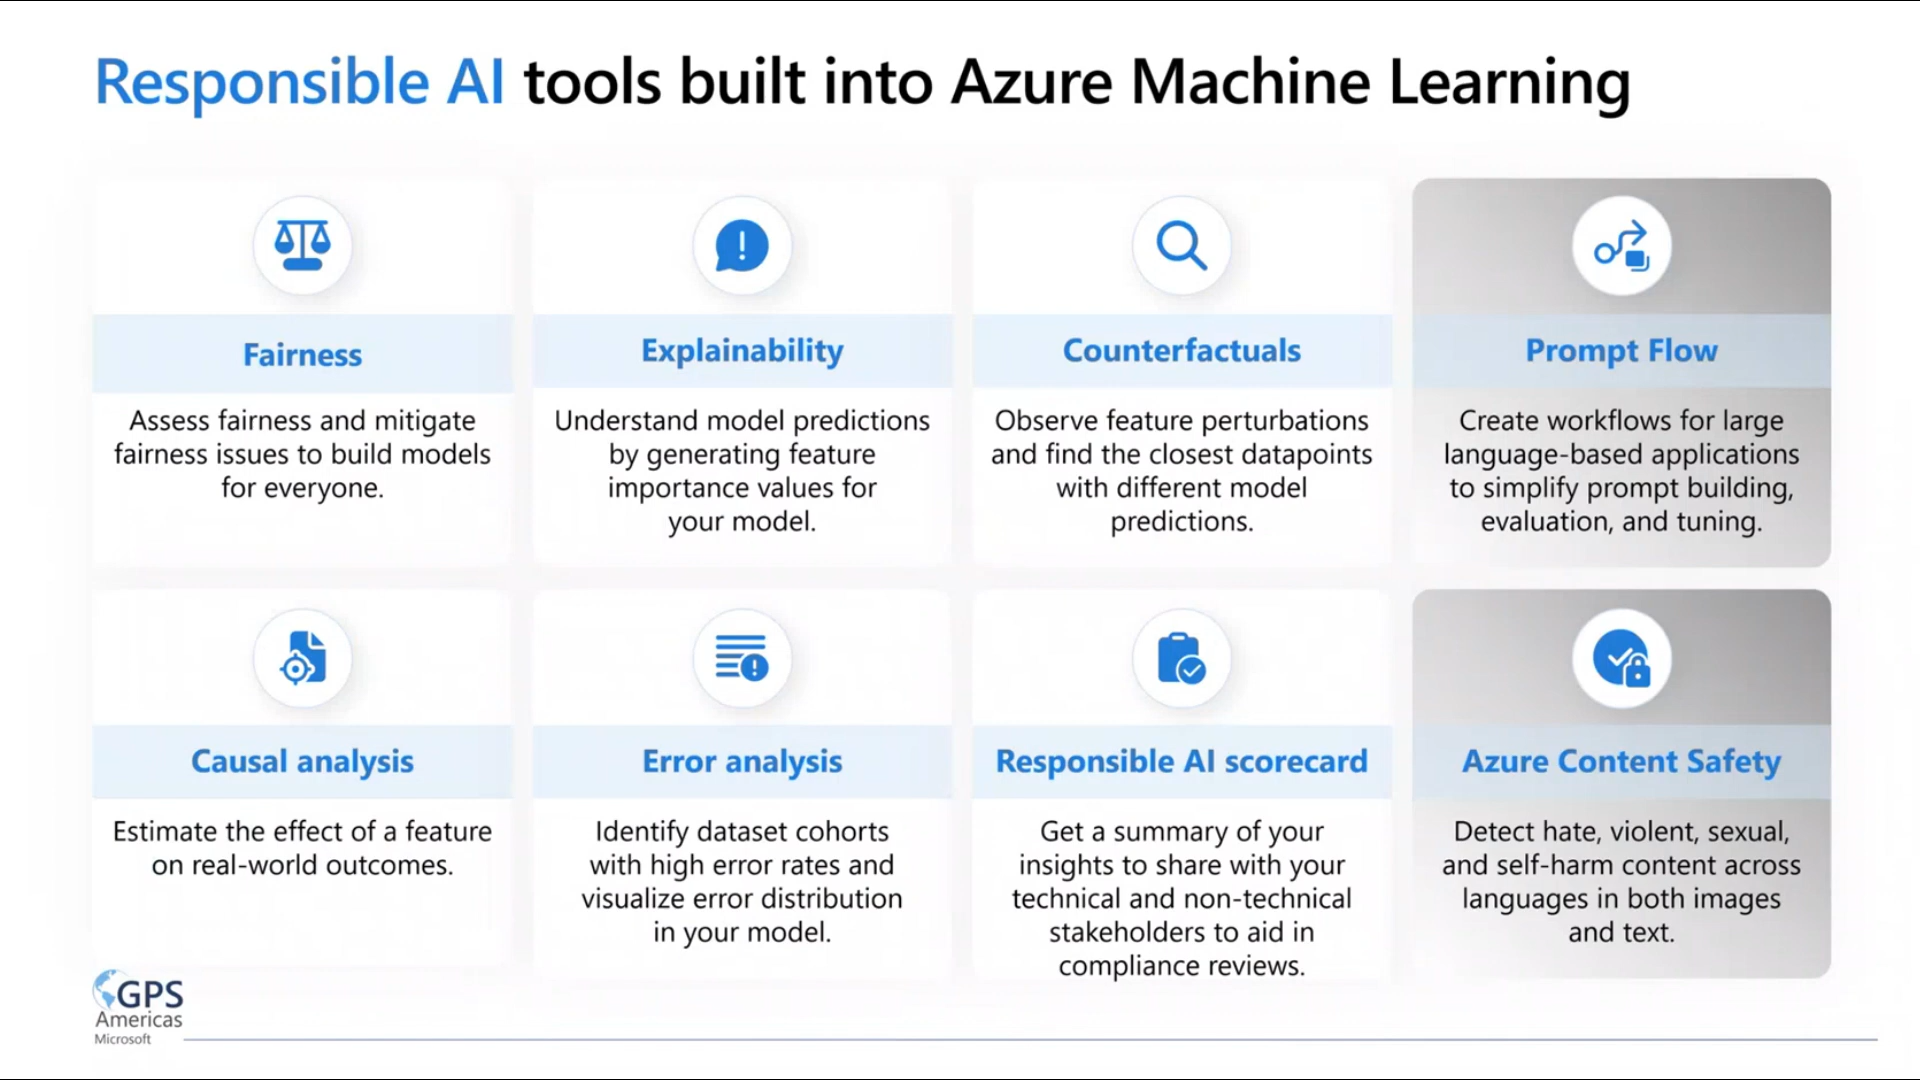 Responsible AI tools built into Azure Machine Learning
Fairness
Assess fairness and mitigate
fairness issues to build models
for everyone.
Explainability
Understand model predictions
by generating feature
importance values for
your model.
Counterfactuals
Observe feature perturbations
and find the closest datapoints
with different model
predictions.
Prompt Flow
Create workflows for large
language-based applications
to simplify prompt building,
evaluation, and tuning.
Causal analysis
Estimate the effect of a feature
on real-world outcomes.
Error analysis
Identify dataset cohorts
with high error rates and
visualize error distribution
in your model.
Responsible AI scorecard
Get a summary of your
insights to share with your
technical and non-technical
stakeholders to aid in
compliance reviews.
Azure Content Safety
Detect hate, violent, sexual,
and self-harm content across
languages in both images
and text.
GPS
Americas
Microsoft